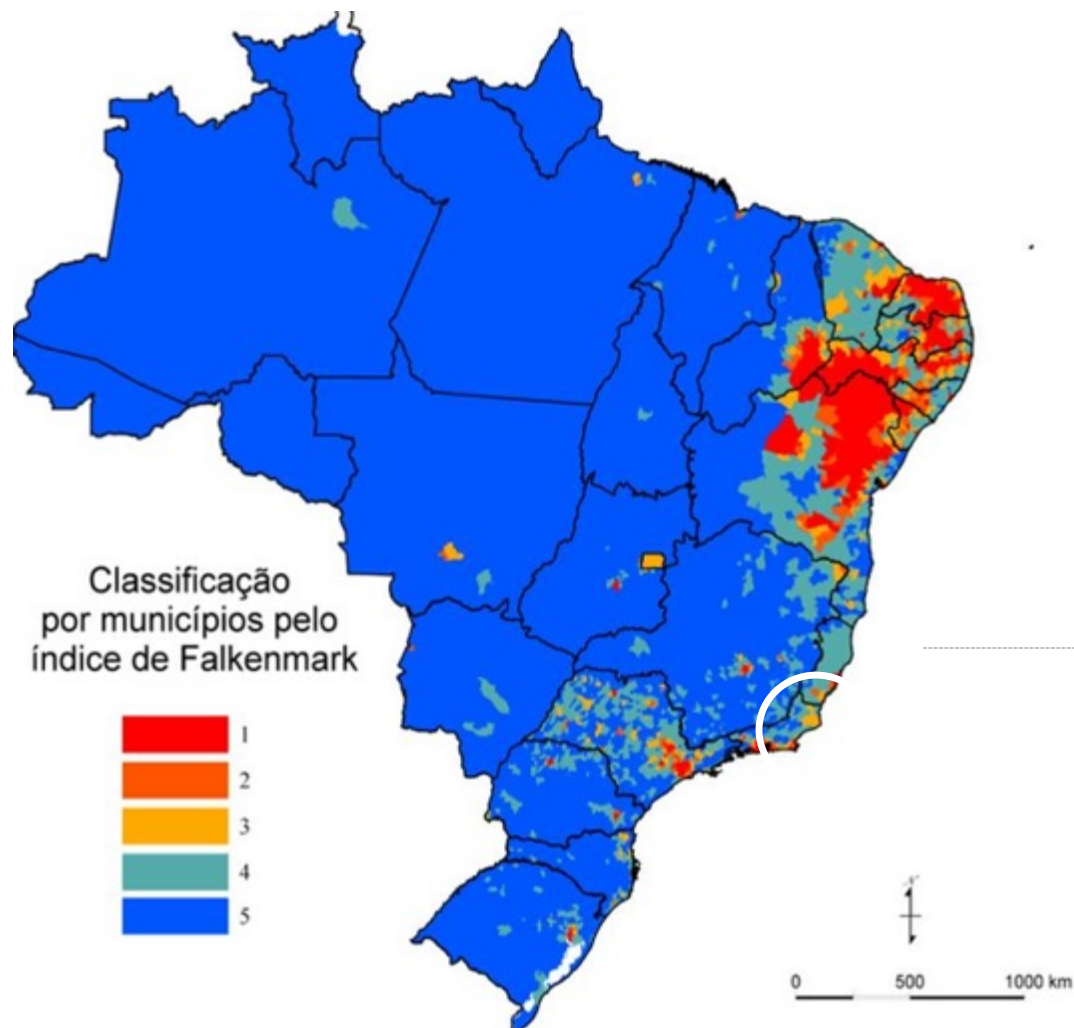 Classificação
por municípios pelo
índice de Falkenmark
1
2
3
4
5
N
0 500 1000 km